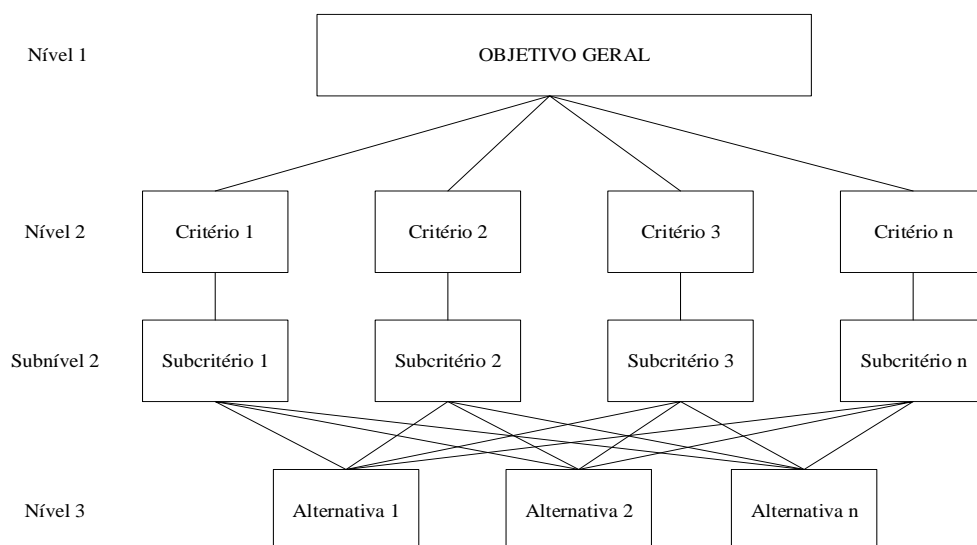 Nível 1
OBJETIVO GERAL
Nível 2
Critério 1
Critério 2
Critério 3
Critério n
Subnível 2
Subcritério 1
Subcritério 2
Subcritério 3
Subcritério n
Nível 3
Alternativa 1
Alternativa 2
Alternativa n